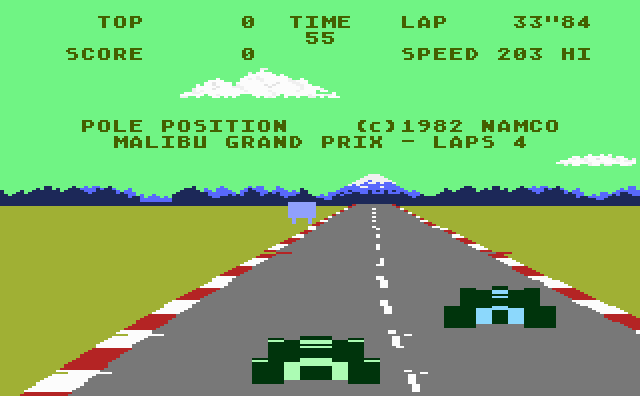 TOP 0 TIME LAP 33"84
55
SCORE 0 SPEED 203 HI
POLE POSITION (c)1982 NAMCO
MALIBU GRAND PRIX - LAPS 4